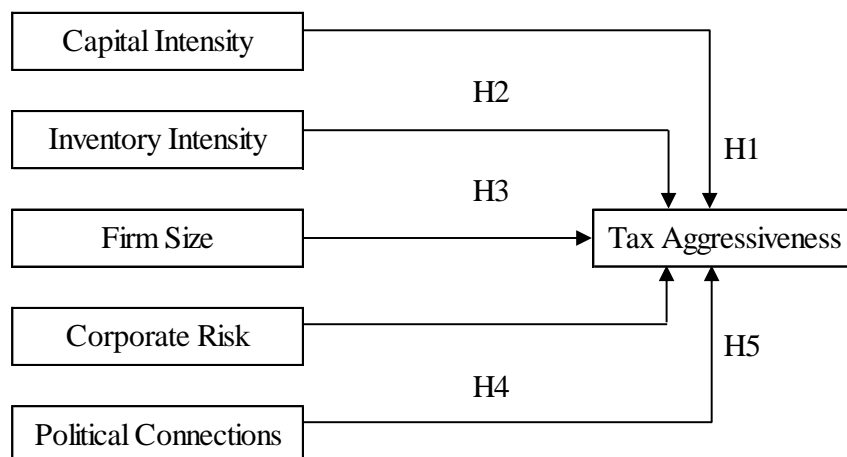 Capital Intensity
H2
Inventory Intensity
H1
H3
Firm Size
Tax Aggressiveness
Corporate Risk
H5
H4
Political Connections